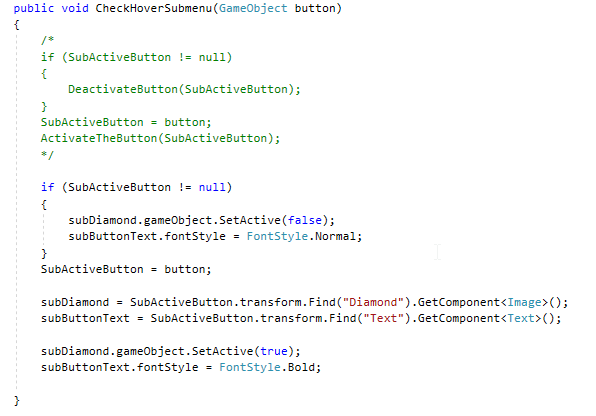 public void CheckHoverSubmenu(GameObject button)
{
    /*
    if (SubActiveButton != null)
    {
        DeactivateButton(SubActiveButton);
    }
    SubActiveButton = button;
    ActivateTheButton(SubActiveButton);
    */

    if (SubActiveButton != null)
    {
        subDiamond.gameObject.SetActive(false);
        subButtonText.fontStyle = FontStyle.Normal;
    }
    SubActiveButton = button;

    subDiamond = SubActiveButton.transform.Find("Diamond").GetComponent<Image>();
    subButtonText = SubActiveButton.transform.Find("Text").GetComponent<Text>();

    subDiamond.gameObject.SetActive(true);
    subButtonText.fontStyle = FontStyle.Bold;

}